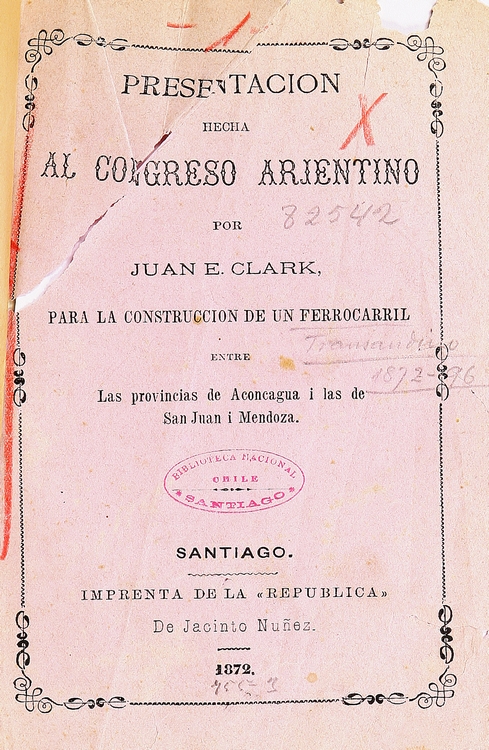 PRESENTACION
HECHA
AL CONGRESO ARJENTINO
82542
POR
JUAN E. CLARK,
PARA LA CONSTRUCCION DE UN FERROCARRIL
Transandino
ENTRE
1872-96
Las provincias de Aconcagua i las de
San Juan i Mendoza.
BIBLIOTECA NACIONAL
CHILE
SANTIAGO
SANTIAGO.
IMPRENTA DE LA «REPUBLICA»
De Jacinto Nuñez.
1872.